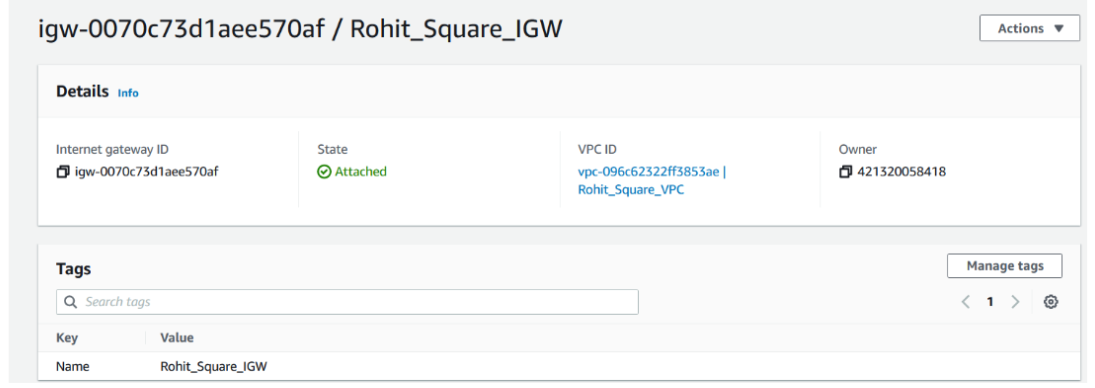 igw-0070c73d1aee570af / Rohit_Square_IGW
Actions
Details Info
Internet gateway ID
igw-0070c73d1aee570af
State
Attached
VPC ID
vpc-096c62322ff3853ae |
Rohit_Square_VPC
Owner
421320058418
Tags
Manage tags
Search tags
1
Key Value
Name Rohit_Square_IGW